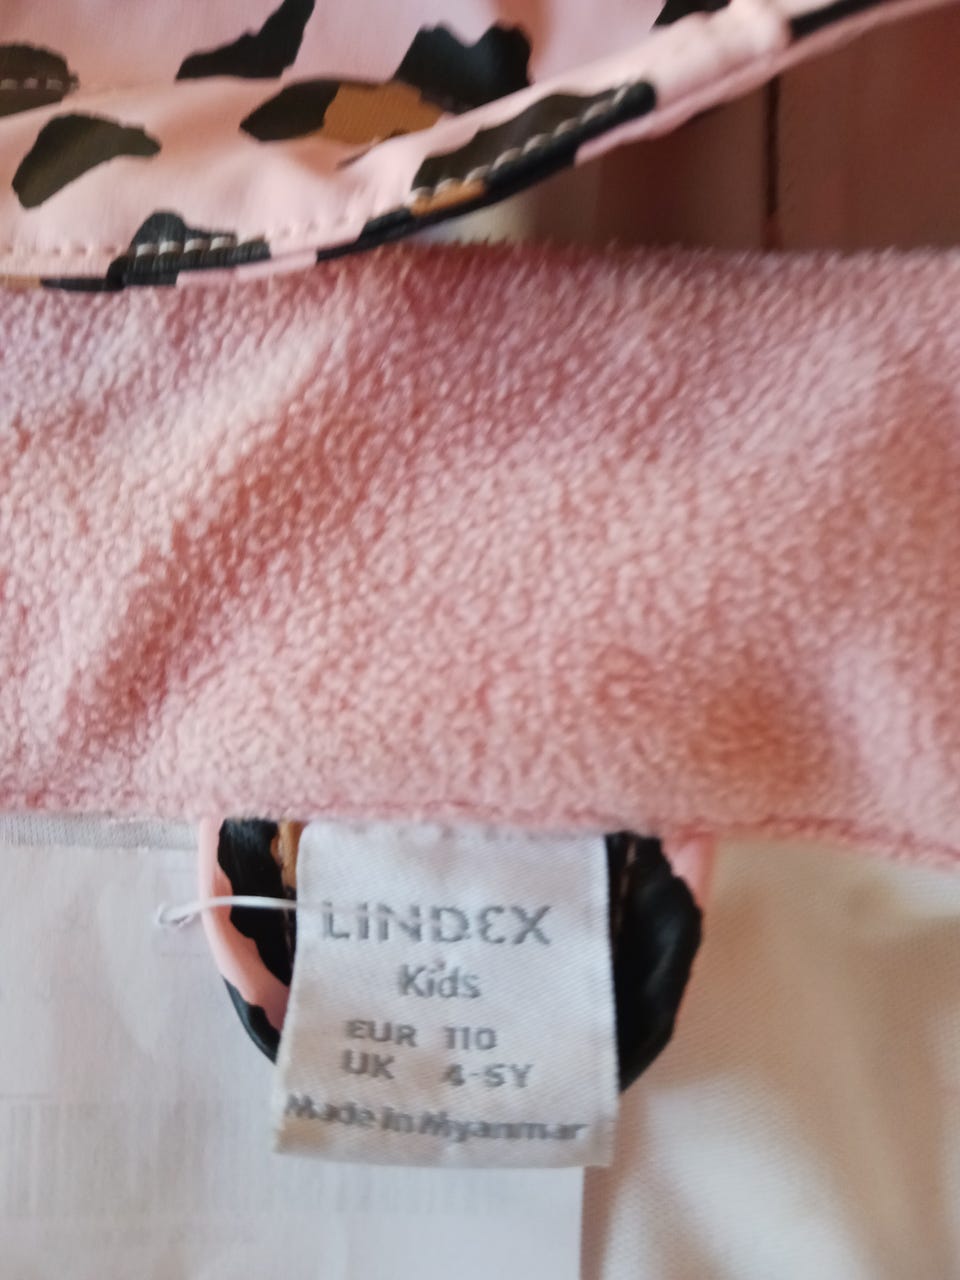 LINDEX
Kids
EUR 110
UK 4-5Y
Made in Myanmar